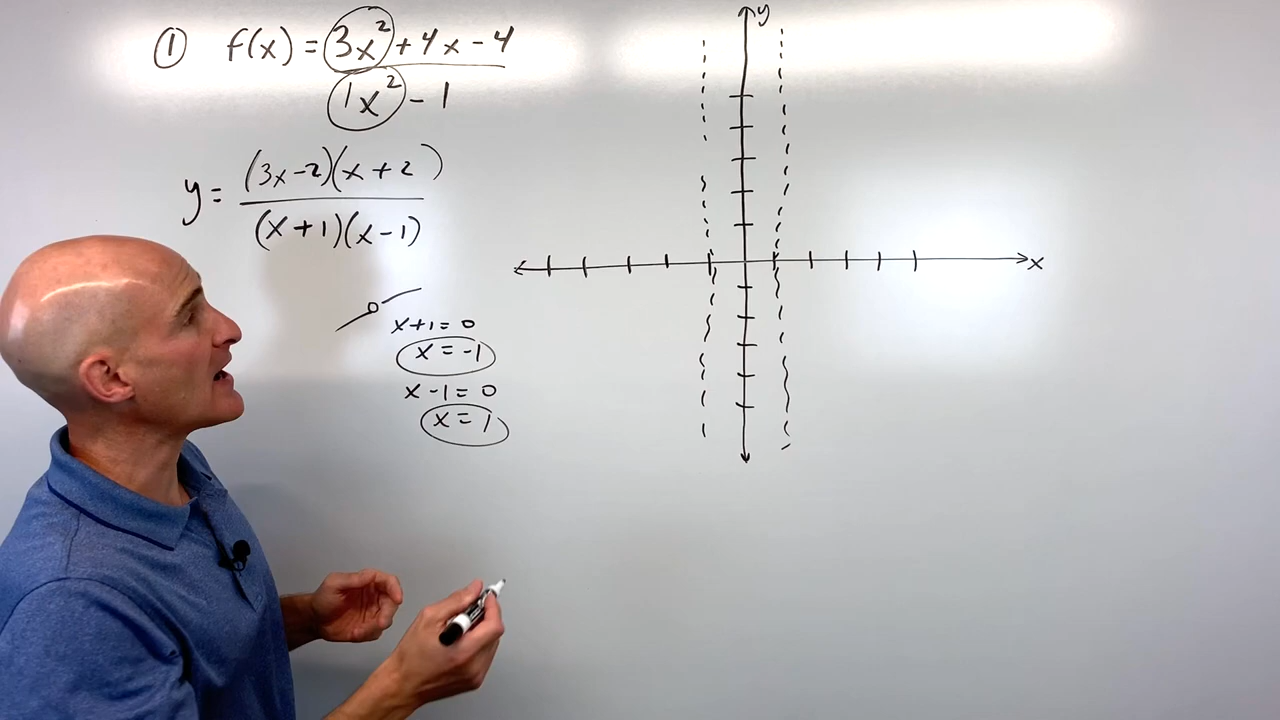 ① f(x) = 3x² + 4x - 4
1x² - 1
y = (3x-2)(x+2)
(x+1)(x-1)
x+1=0
x = -1
x-1=0
x = 1
y
x